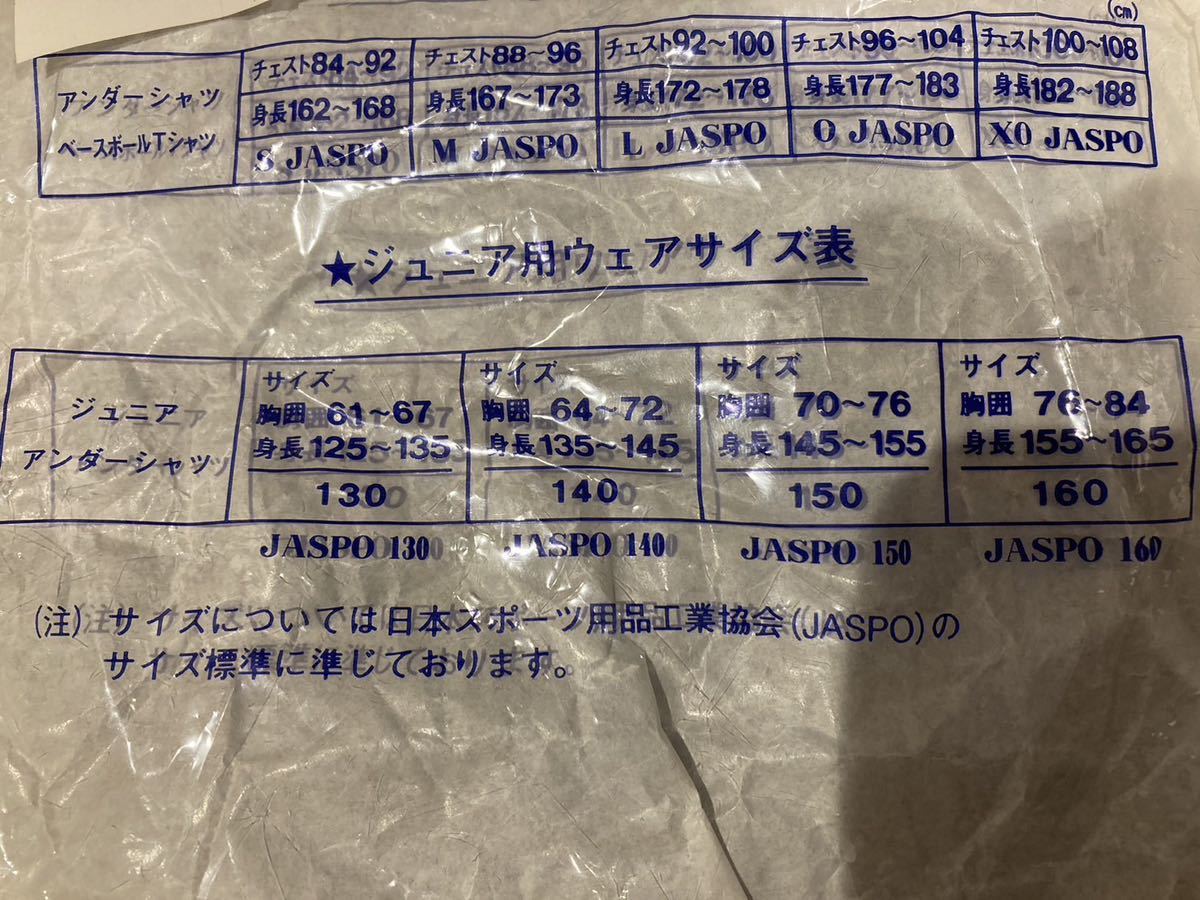 (cm)
チェスト84～92 チェスト88～96 チェスト92～100 チェスト96～104 チェスト100～108
アンダーシャツ 身長162～168 身長167～173 身長172～178 身長177～183 身長182～188
ベースボールTシャツ S JASPO M JASPO L JASPO O JASPO XO JASPO
★ジュニア用ウェアサイズ表
サイズ サイズ サイズ サイズ
ジュニア 胸囲 61～67 胸囲 64～72 胸囲 70～76 胸囲 76～84
アンダーシャツ 身長125～135 身長135～145 身長145～155 身長155～165
130 140 150 160
JASPO 130 JASPO 140 JASPO 150 JASPO 160
(注)サイズについては日本スポーツ用品工業協会(JASPO)の
サイズ標準に準じております。